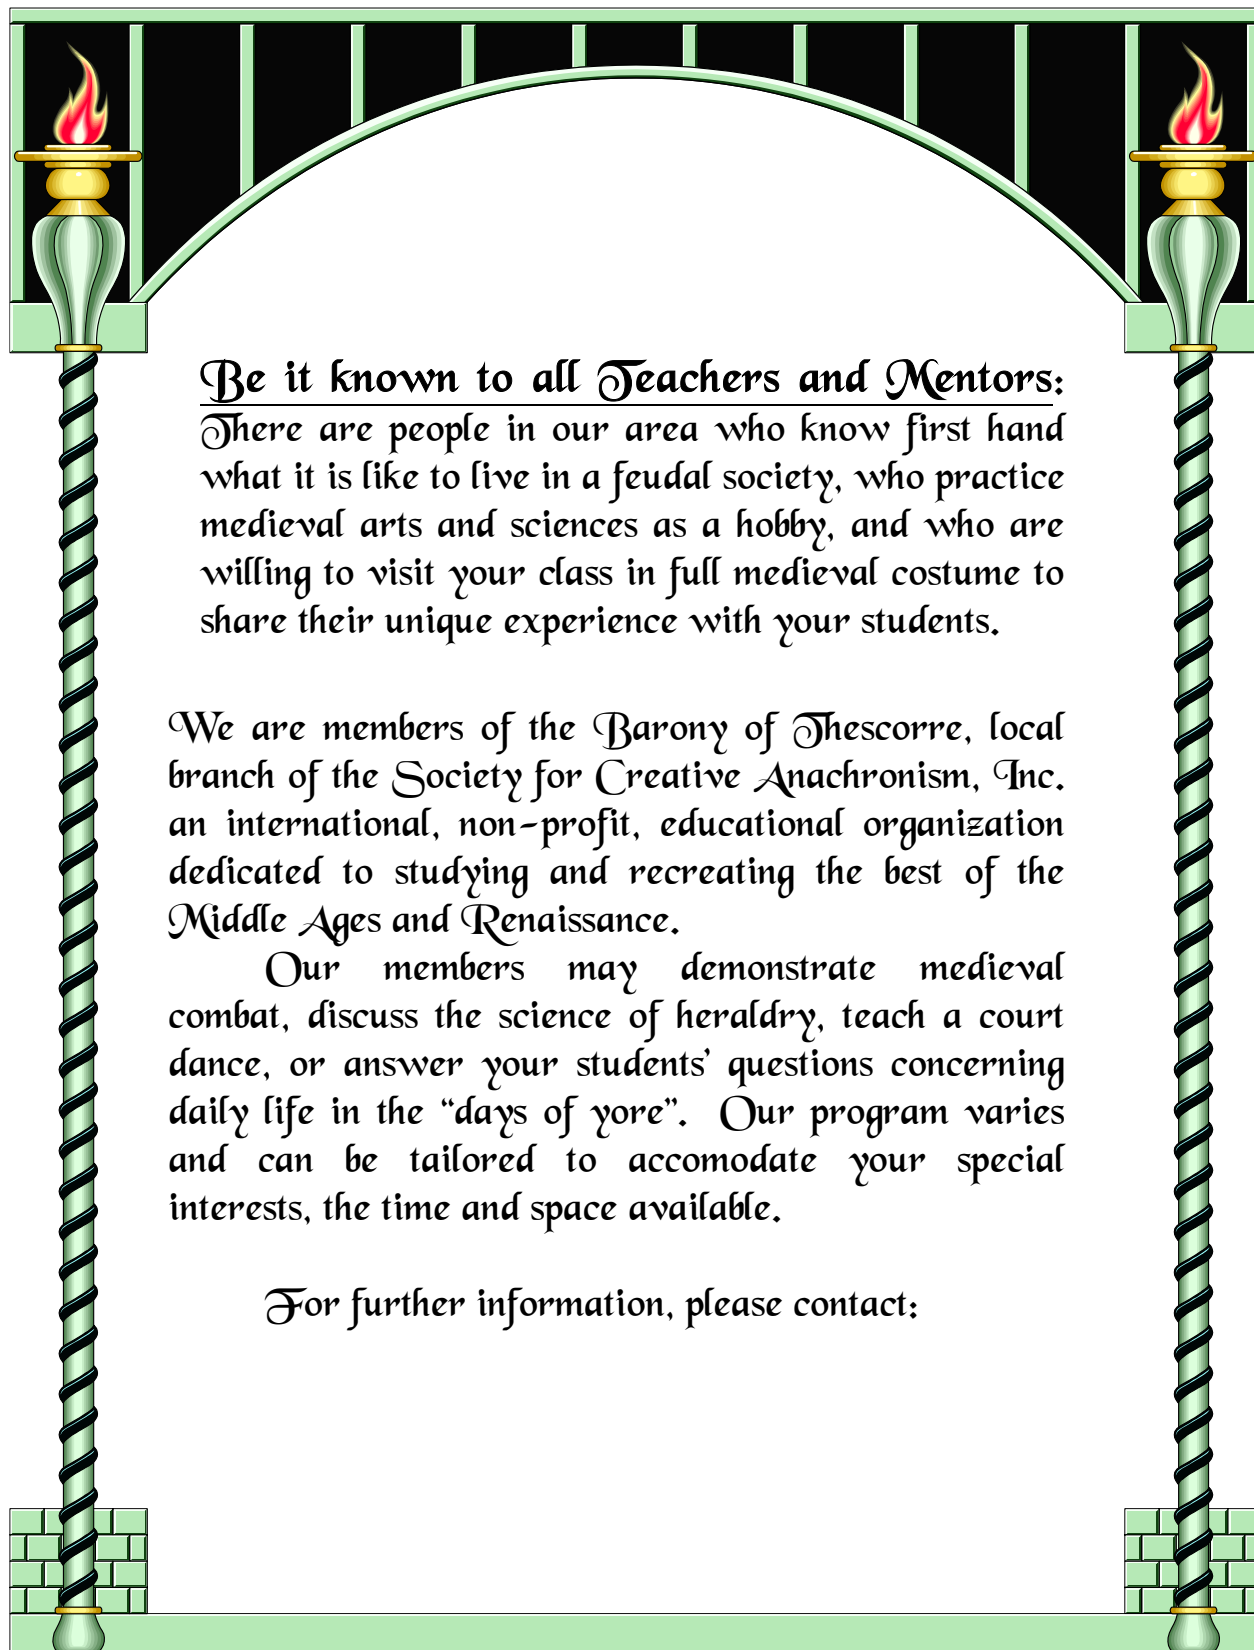 Be it known to all Teachers and Mentors:
There are people in our area who know first hand
what it is like to live in a feudal society, who practice
medieval arts and sciences as a hobby, and who are
willing to visit your class in full medieval costume to
share their unique experience with your students.
We are members of the Barony of Thescorre, local
branch of the Society for Creative Anachronism, Inc.
an international, non-profit, educational organization
dedicated to studying and recreating the best of the
Middle Ages and Renaissance.
Our members may demonstrate medieval
combat, discuss the science of heraldry, teach a court
dance, or answer your students’ questions concerning
daily life in the “days of yore”. Our program varies
and can be tailored to accomodate your special
interests, the time and space available.
For further information, please contact: